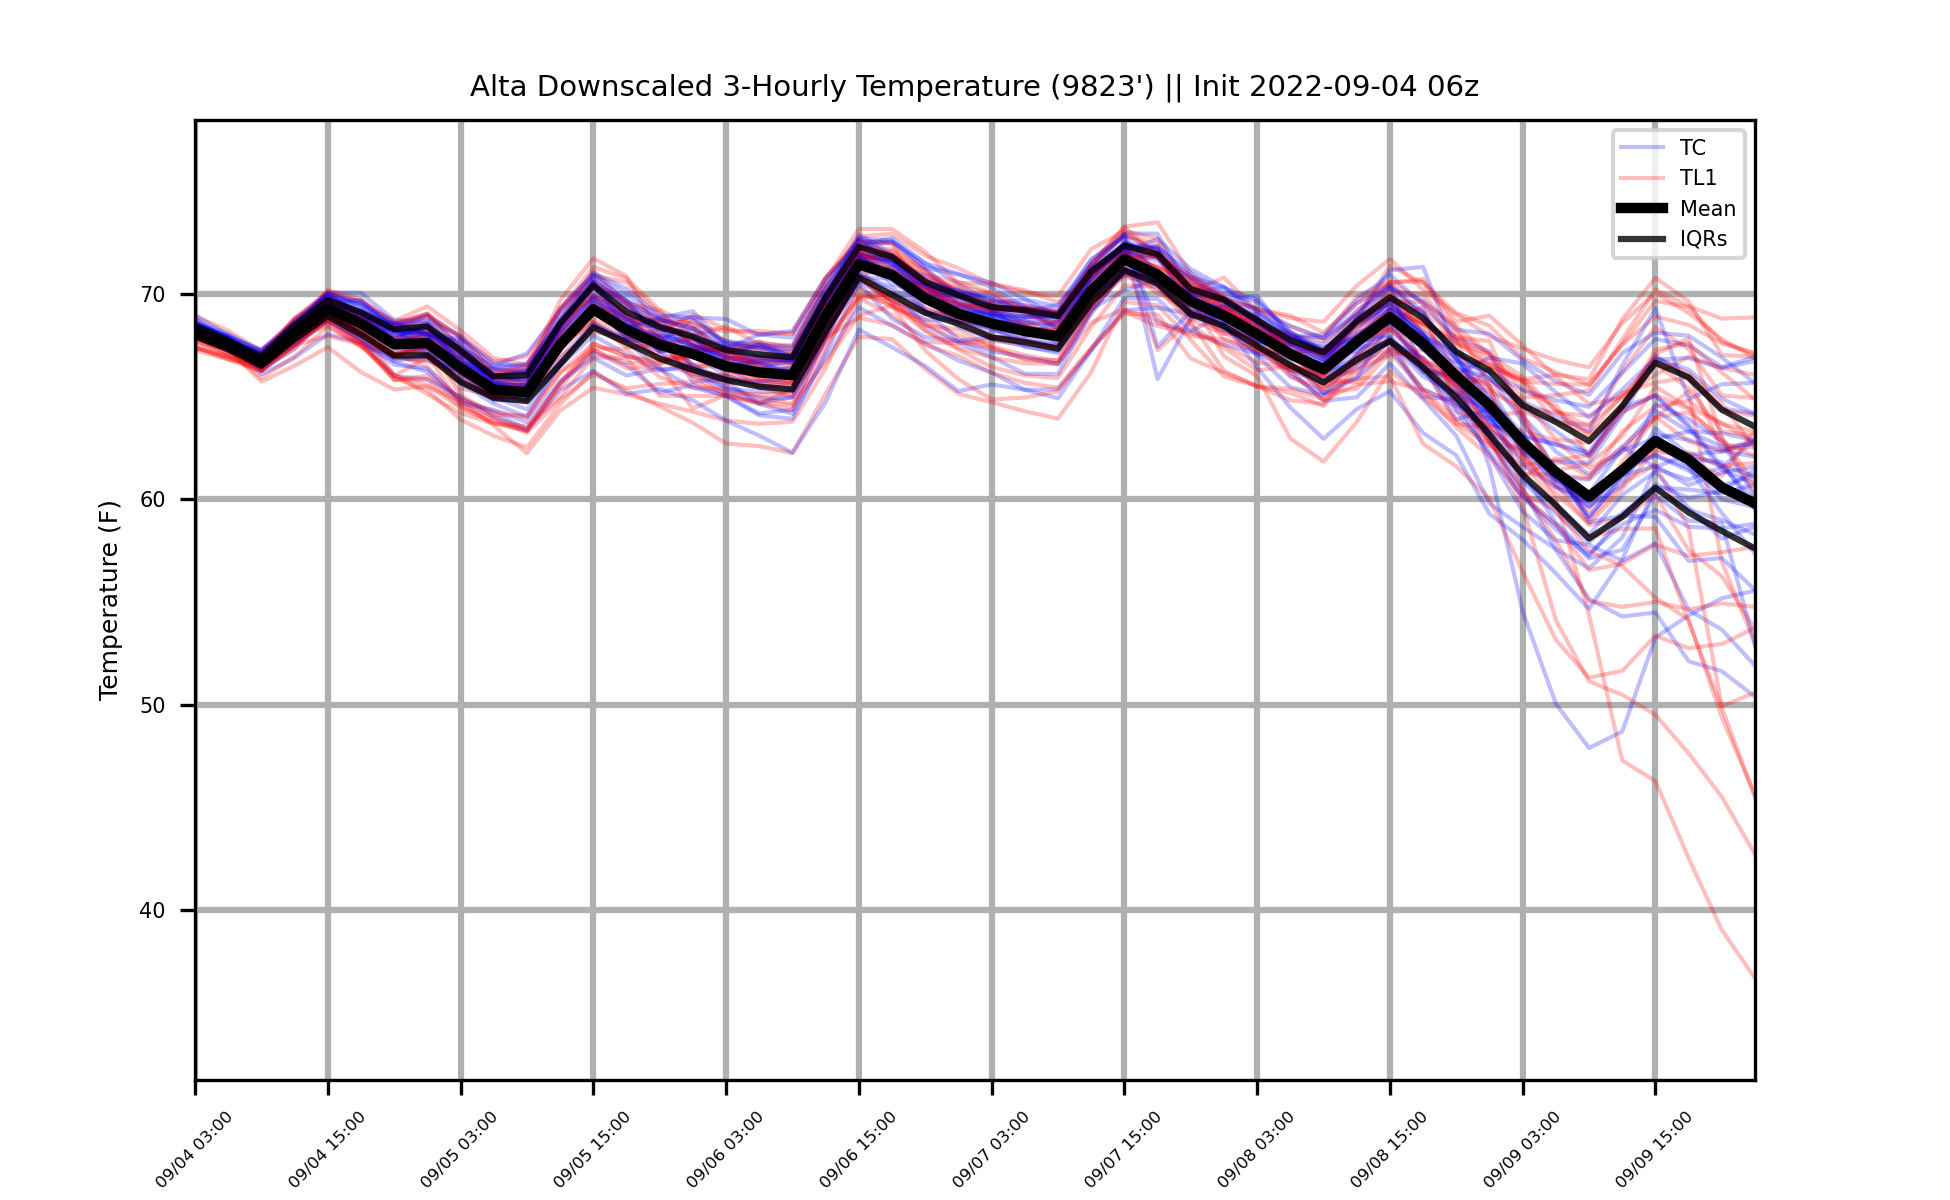 Alta Downscaled 3-Hourly Temperature (9823') || Init 2022-09-04 06z
TC
TL1
Mean
IQRs
Temperature (F)
70
60
50
40
09/04 03:00
09/04 15:00
09/05 03:00
09/05 15:00
09/06 03:00
09/06 15:00
09/07 03:00
09/07 15:00
09/08 03:00
09/08 15:00
09/09 03:00
09/09 15:00